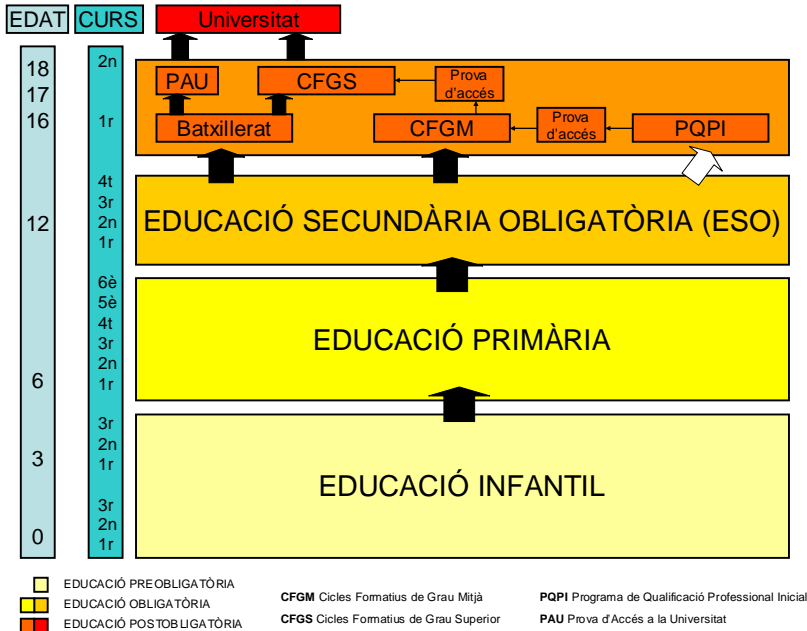 EDAT
CURS
Universitat
18
17
16
12
6
3
0
2n
1r
4t
3r
2n
1r
6è
5è
4t
3r
2n
1r
3r
2n
1r
3r
2n
1r
PAU
CFGS
Prova
d'accés
Batxillerat
CFGM
Prova
d'accés
PQPI
EDUCACIÓ SECUNDÀRIA OBLIGATÒRIA (ESO)
EDUCACIÓ PRIMÀRIA
EDUCACIÓ INFANTIL
EDUCACIÓ PREOBLIGATÒRIA
EDUCACIÓ OBLIGATÒRIA
EDUCACIÓ POSTOBLIGATÒRIA
CFGM Cicles Formatius de Grau Mitjà
CFGS Cicles Formatius de Grau Superior
PQPI Programa de Qualificació Professional Inicial
PAU Prova d'Accés a la Universitat